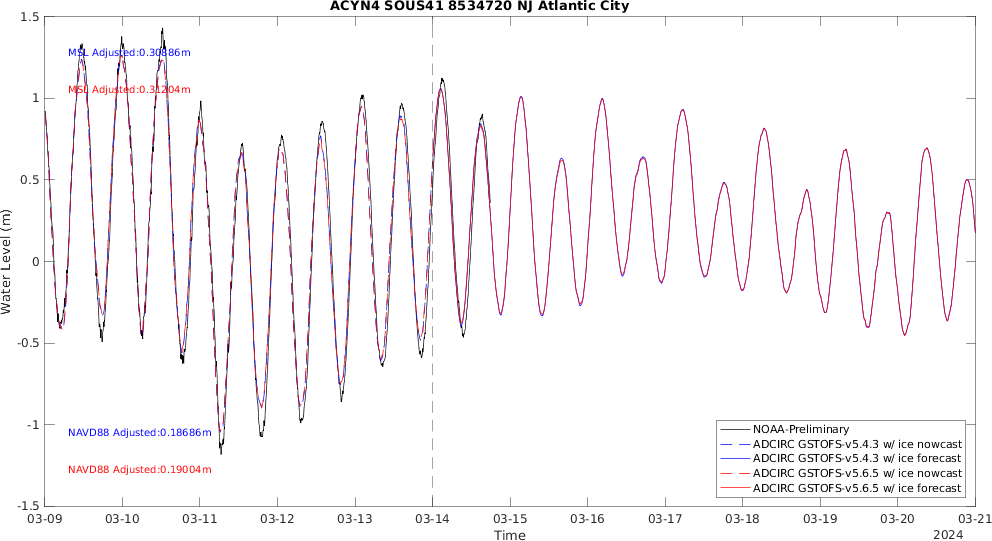 ACYN4 SOUS41 8534720 NJ Atlantic City
1.5
1
0.5
0
-0.5
-1
-1.5
Water Level (m)
MSL Adjusted:0.30886m
MSL Adjusted:0.31204m
NAVD88 Adjusted:0.18686m
NAVD88 Adjusted:0.19004m
NOAA-Preliminary
ADCIRC GSTOFS-v5.4.3 w/ ice nowcast
ADCIRC GSTOFS-v5.4.3 w/ ice forecast
ADCIRC GSTOFS-v5.6.5 w/ ice nowcast
ADCIRC GSTOFS-v5.6.5 w/ ice forecast
03-09 03-10 03-11 03-12 03-13 03-14 03-15 03-16 03-17 03-18 03-19 03-20 03-21
Time
2024